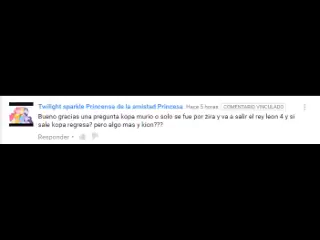 Twilight sparkle Princensa de la amistad Princesa Hace 5 horas COMENTARIO VINCULADO
Bueno gracias una pregunta kopa murio o solo se fue por zira y va a salir el rey leon 4 y si
sale kopa regresa? pero algo mas y kion???
Responder